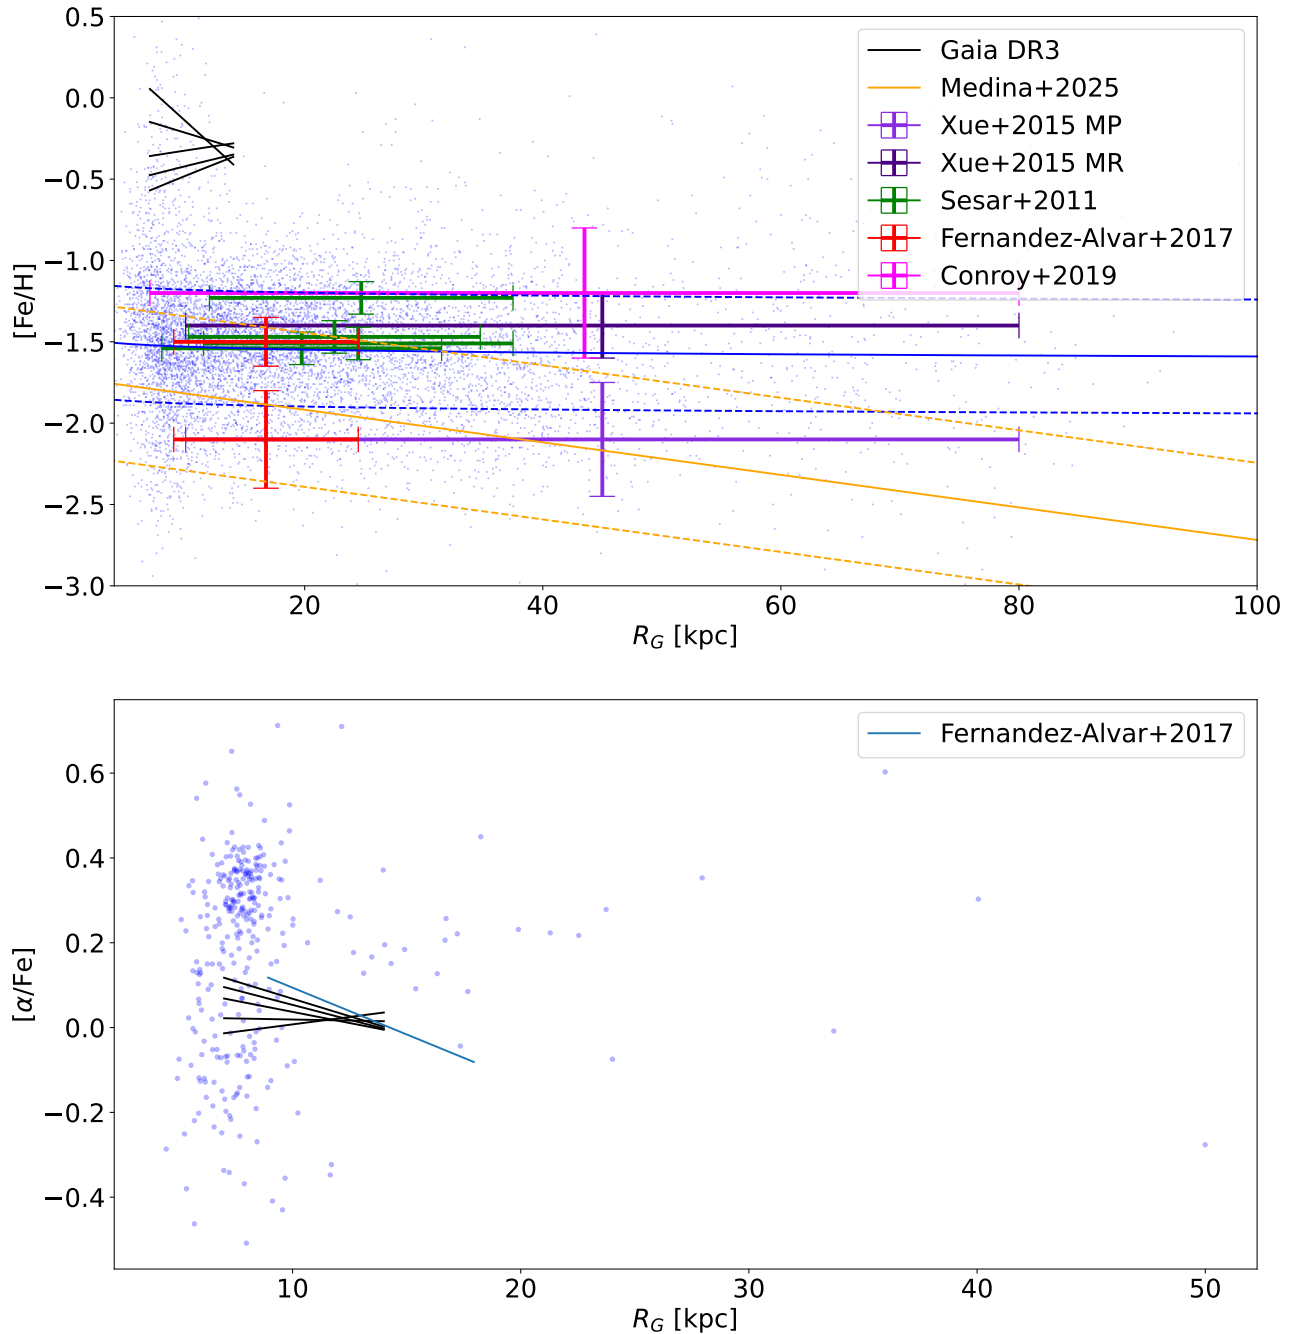 0.5
0.0
−0.5
−1.0
−1.5
−2.0
−2.5
−3.0
[Fe/H]
Gaia DR3
Medina+2025
Xue+2015 MP
Xue+2015 MR
Sesar+2011
Fernandez-Alvar+2017
Conroy+2019
20 40 60 80 100
R_G [kpc]
0.6
0.4
0.2
0.0
−0.2
−0.4
[α/Fe]
Fernandez-Alvar+2017
10 20 30 40 50
R_G [kpc]